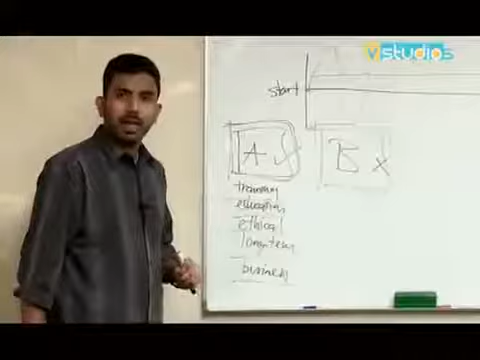 vstudios
start
A
B X
training
education
ethical
long term
business